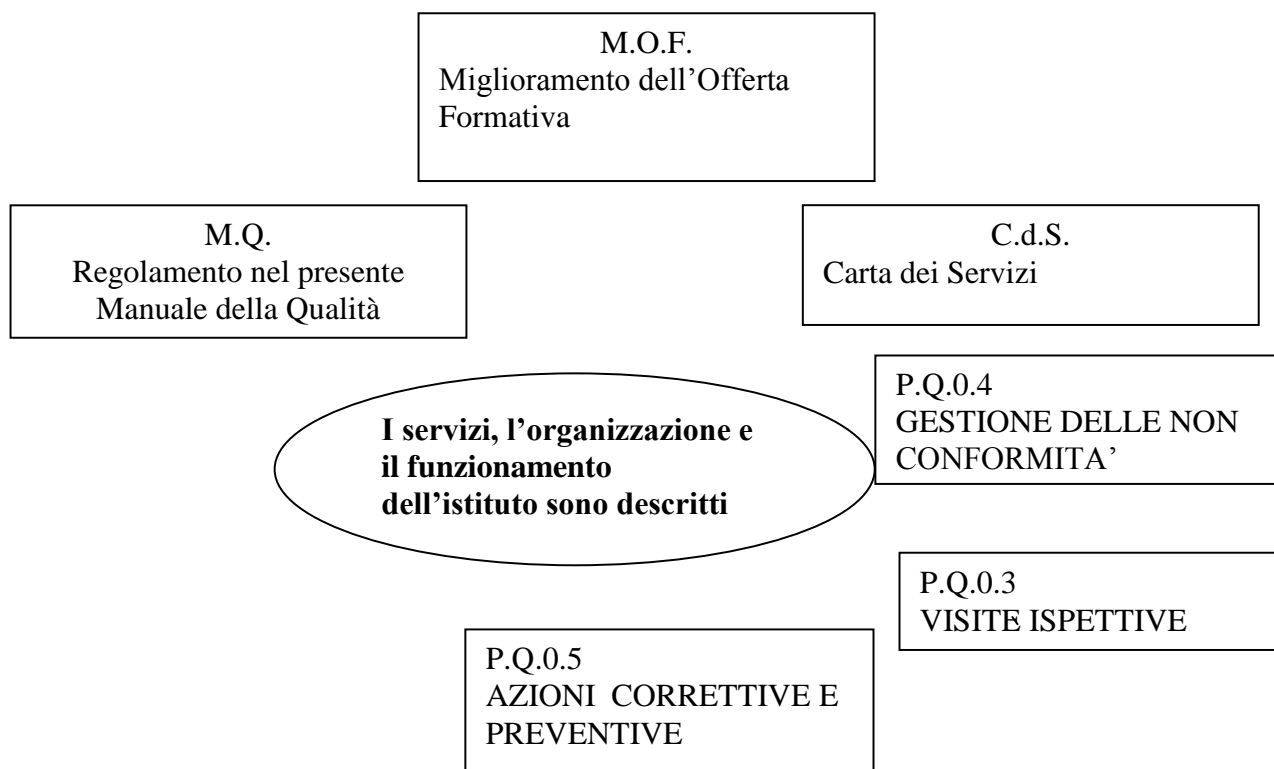 M.O.F.
Miglioramento dell’Offerta
Formativa
M.Q.
Regolamento nel presente
Manuale della Qualità
C.d.S.
Carta dei Servizi
I servizi, l’organizzazione e
il funzionamento
dell’istituto sono descritti
P.Q.0.4
GESTIONE DELLE NON
CONFORMITA’
P.Q.0.3
VISITE ISPETTIVE
P.Q.0.5
AZIONI CORRETTIVE E
PREVENTIVE